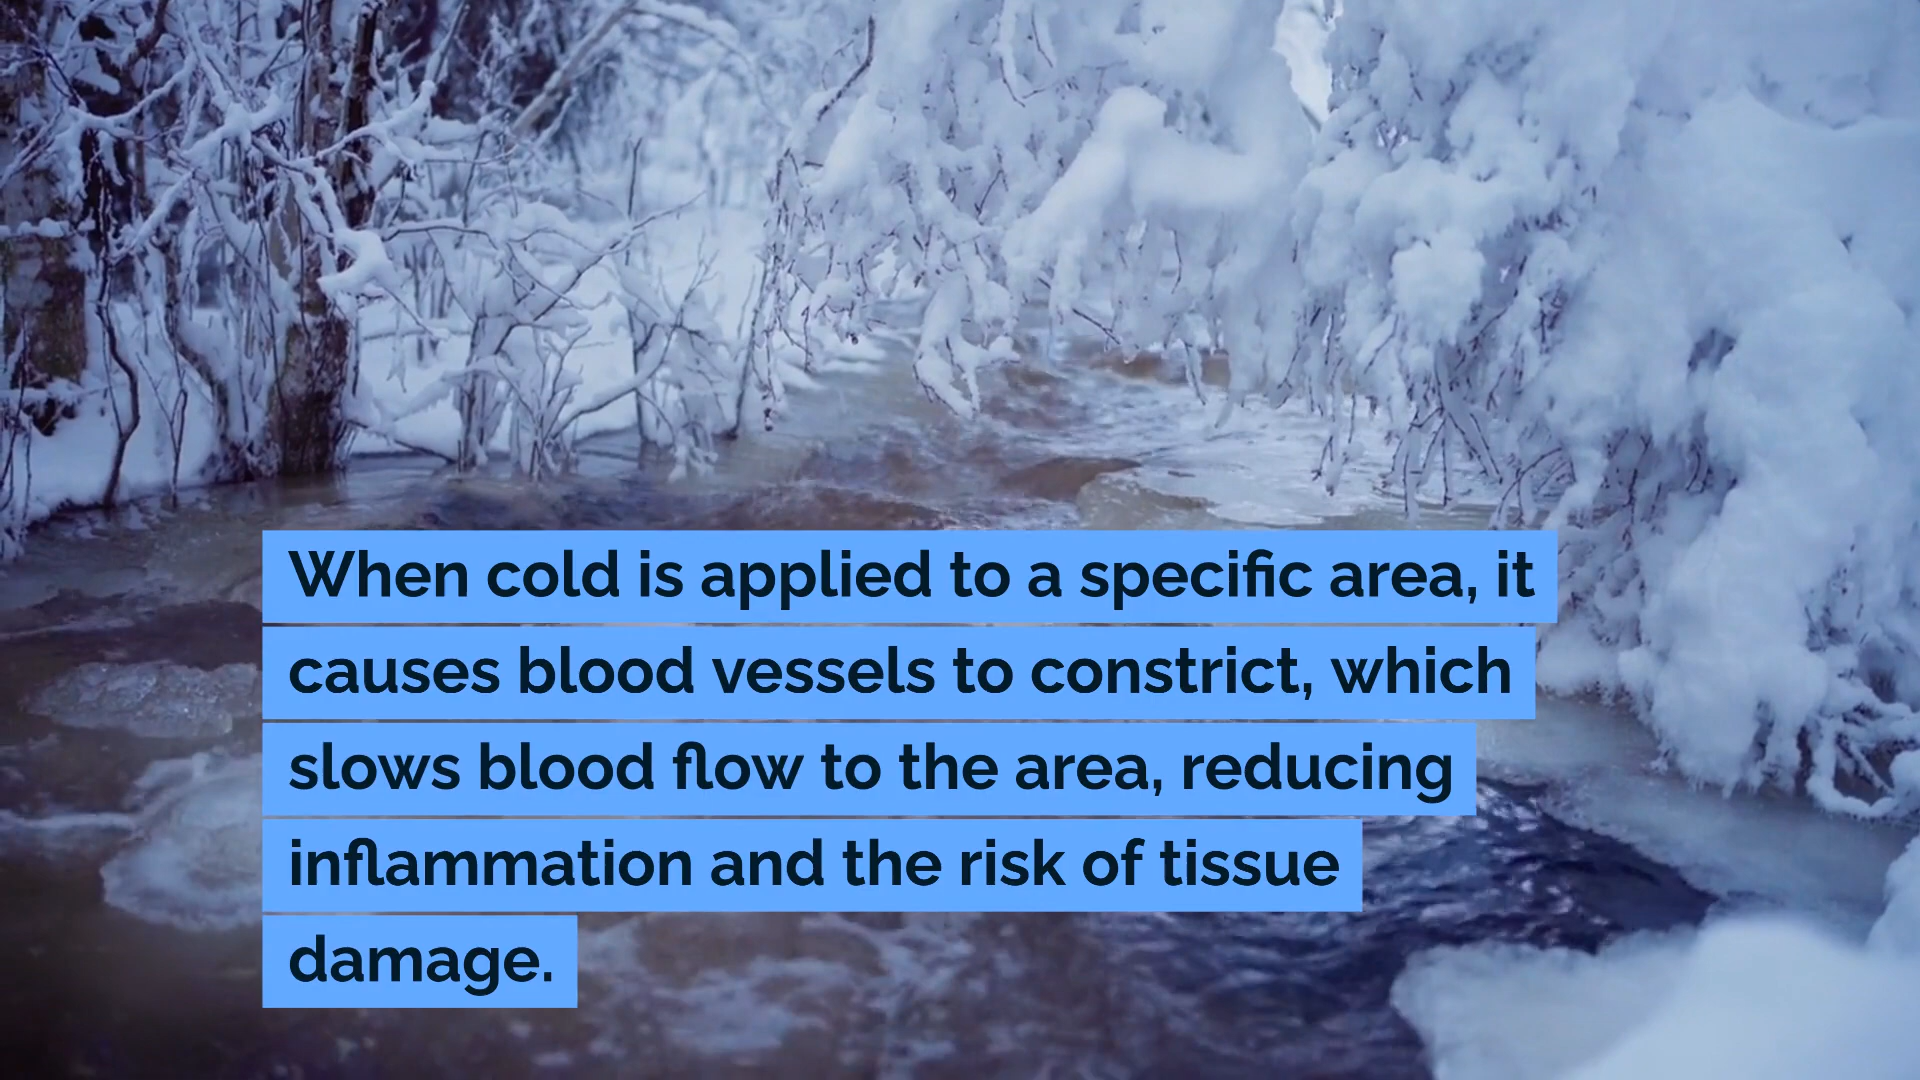 When cold is applied to a specific area, it
causes blood vessels to constrict, which
slows blood flow to the area, reducing
inflammation and the risk of tissue
damage.